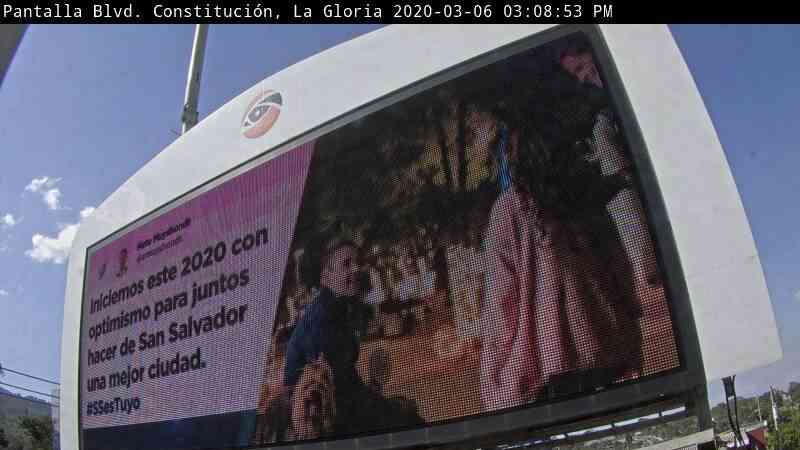 Pantalla Blvd. Constitución, La Gloria 2020-03-06 03:08:53 PM
Iniciemos este 2020 con
optimismo para juntos
hacer de San Salvador
una mejor ciudad.
#SSesTuyo